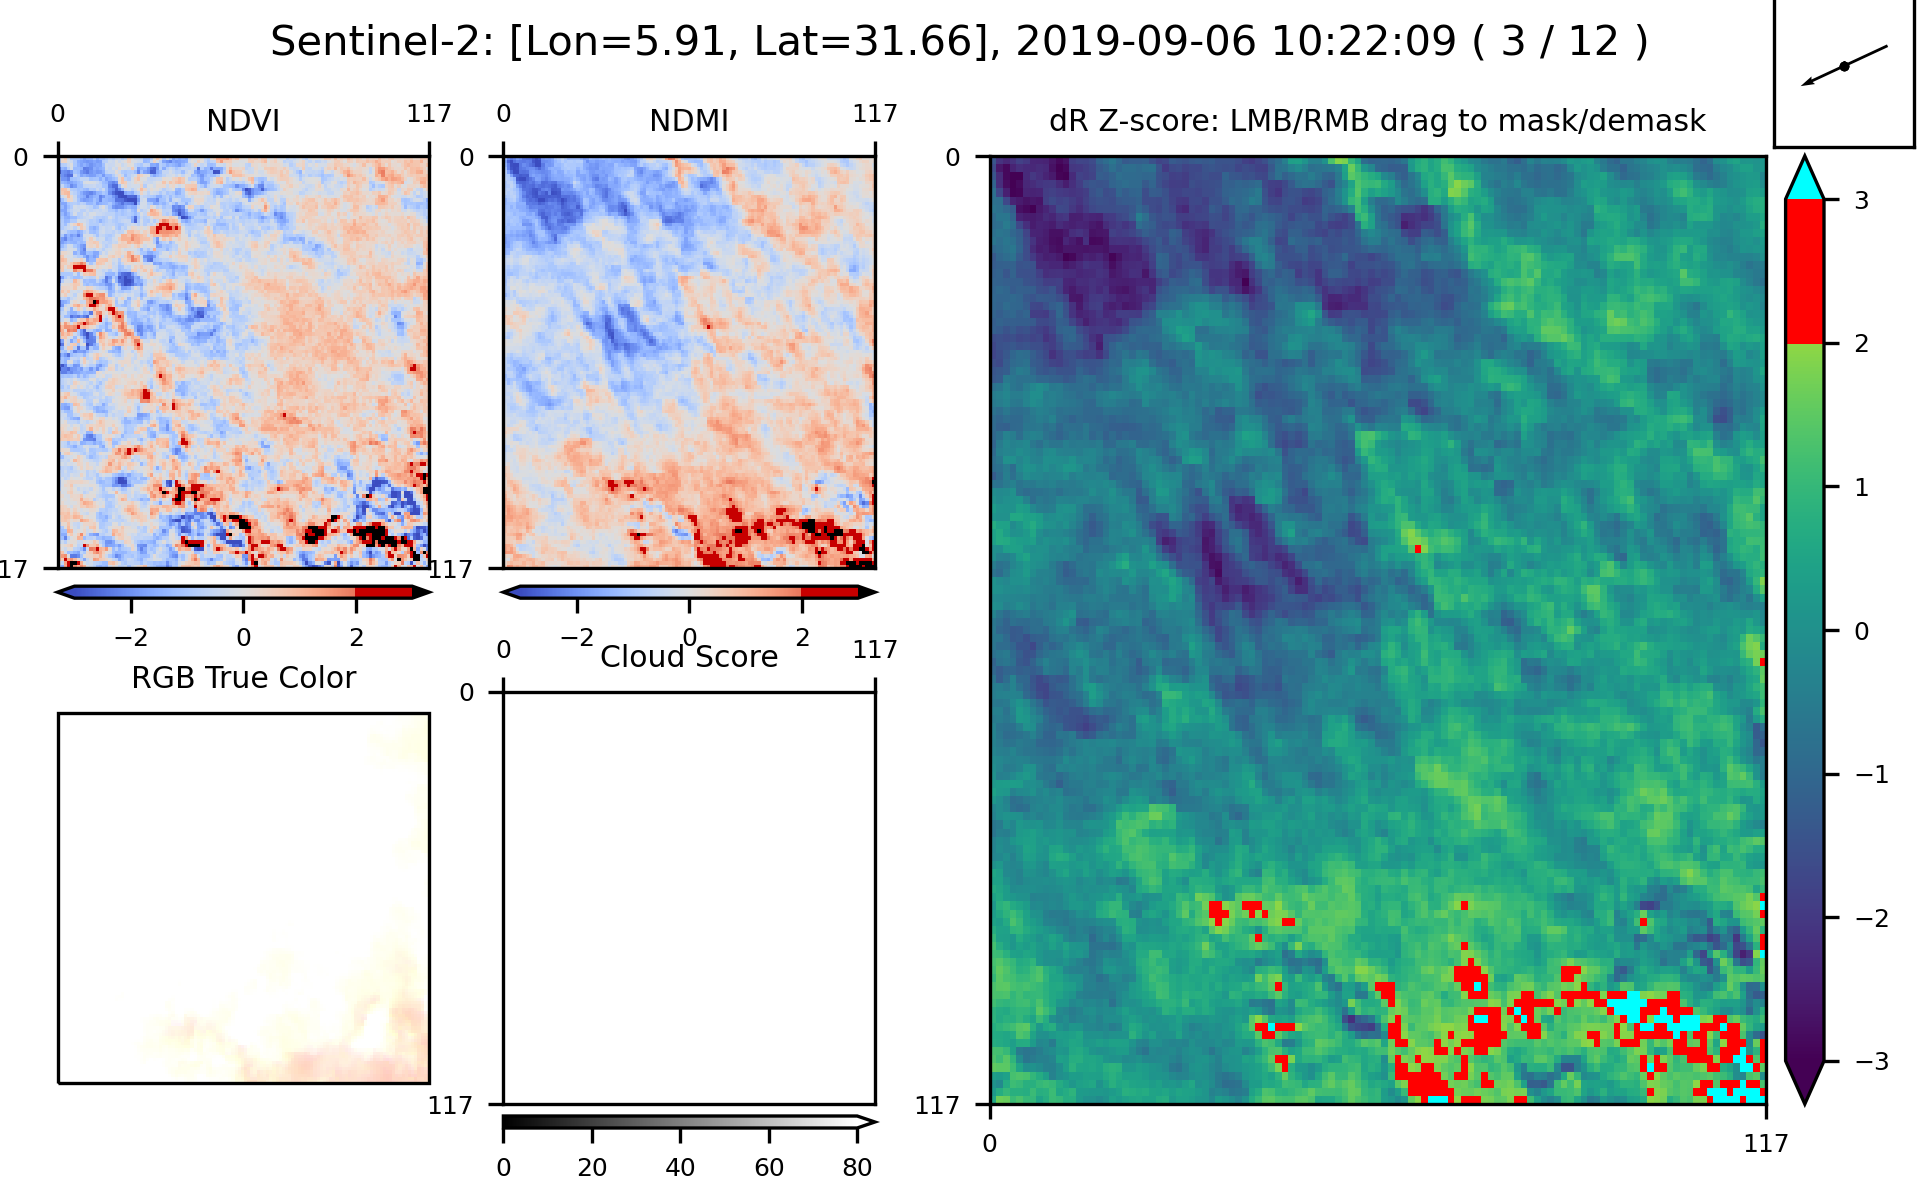 Sentinel-2: [Lon=5.91, Lat=31.66], 2019-09-06 10:22:09 ( 3 / 12 )
0 NDVI 117
0
17
−2 0 2
0 NDMI 117
0
117
−2 0 2
dR Z-score: LMB/RMB drag to mask/demask
0
117
0 117
3
2
1
0
−1
−2
−3
RGB True Color
0 Cloud Score 117
0
117
0 20 40 60 80